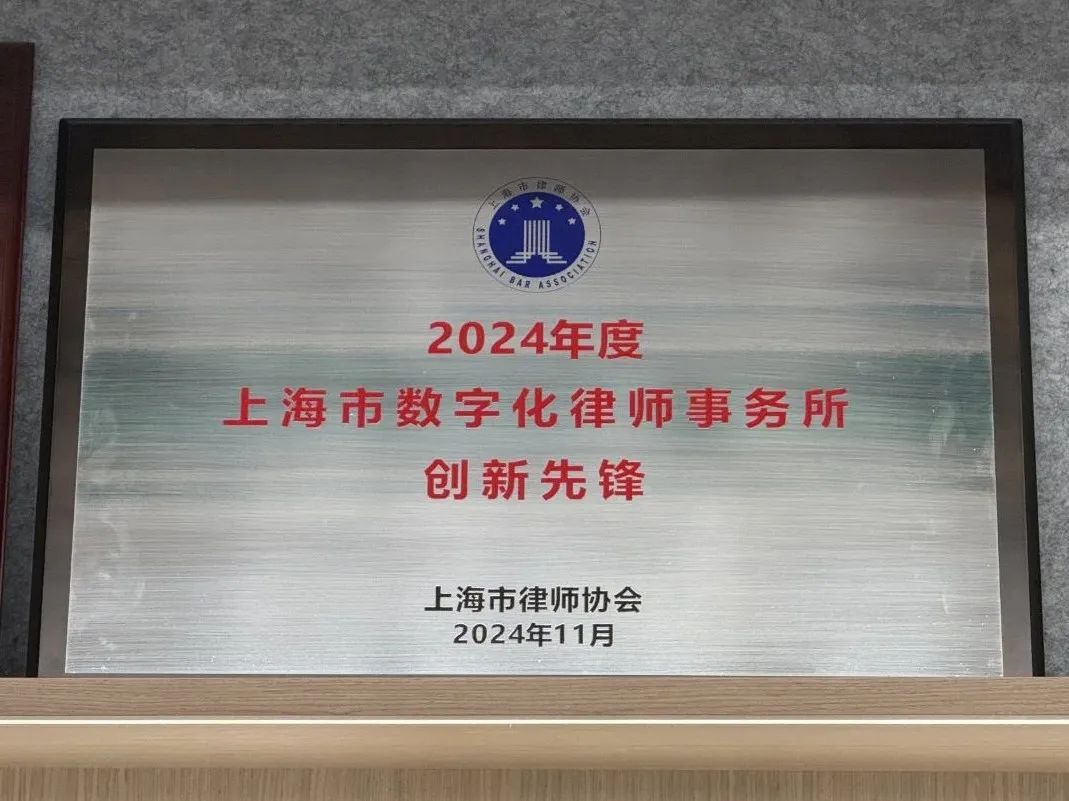 上海市律师协会
SHANGHAI BAR ASSOCIATION
2024年度
上海市数字化律师事务所
创新先锋
上海市律师协会
2024年11月